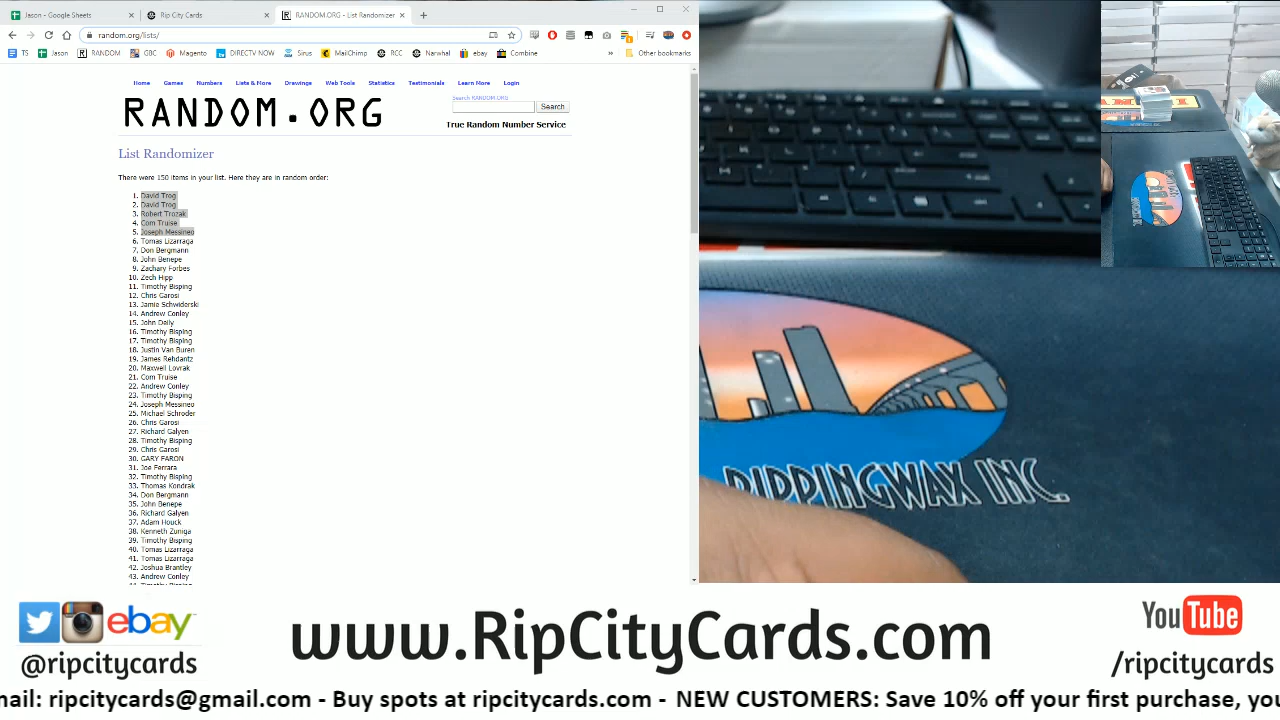 Jason - Google Sheets
Rip City Cards
RANDOM.ORG - List Randomizer
random.org/lists/
TS Jason RANDOM GBC Magento DIRECTV NOW Sirus MailChimp RCC Narwhal ebay Combine » Other bookmarks
Home Games Numbers Lists & More Drawings Web Tools Statistics Testimonials Learn More Login
RANDOM.ORG
Search RANDOM.ORG
Search
True Random Number Service
List Randomizer
There were 150 items in your list. Here they are in random order:
1. David Trog
2. David Trog
3. Robert Trozak
4. Com Truise
5. Joseph Messineo
6. Tomas Lizarraga
7. Don Bergmann
8. John Benepe
9. Zachary Forbes
10. Zech Hipp
11. Timothy Bisping
12. Chris Garosi
13. Jamie Schwiderski
14. Andrew Conley
15. John Deily
16. Timothy Bisping
17. Timothy Bisping
18. Justin Van Buren
19. James Rehdantz
20. Maxwell Lovrak
21. Com Truise
22. Andrew Conley
23. Timothy Bisping
24. Joseph Messineo
25. Michael Schroder
26. Chris Garosi
27. Richard Galyen
28. Timothy Bisping
29. Chris Garosi
30. GARY FARON
31. Joe Ferrara
32. Timothy Bisping
33. Thomas Kondrak
34. Don Bergmann
35. John Benepe
36. Richard Galyen
37. Adam Houck
38. Kenneth Zuniga
39. Timothy Bisping
40. Tomas Lizarraga
41. Tomas Lizarraga
42. Joshua Brantley
43. Andrew Conley
44. Timothy Bisping
RIPPINGWAX INC.
ebay
@ripcitycards
www.RipCityCards.com
YouTube
/ripcitycards
mail: ripcitycards@gmail.com - Buy spots at ripcitycards.com - NEW CUSTOMERS: Save 10% off your first purchase, you